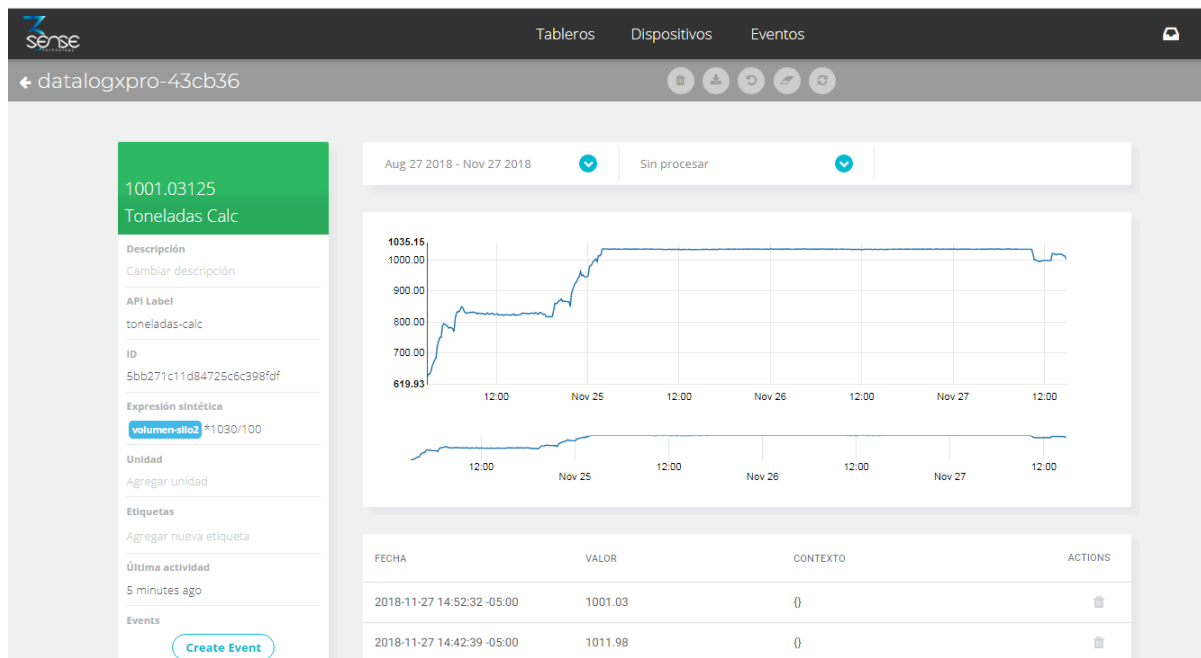 3
sense
Tableros Dispositivos Eventos
datalogxpro-43cb36
1001.03125
Toneladas Calc
Descripción
Cambiar descripción
API Label
toneladas-calc
ID
5bb271c11d84725c6c398fdf
Expresión sintética
volumen-silo2 *1030/100
Unidad
Agregar unidad
Etiquetas
Agregar nueva etiqueta
Última actividad
5 minutes ago
Events
Create Event
Aug 27 2018 - Nov 27 2018 Sin procesar
1035.15
1000.00
900.00
800.00
700.00
619.93
12:00 Nov 25 12:00 Nov 26 12:00 Nov 27 12:00
12:00 Nov 25 12:00 Nov 26 12:00 Nov 27 12:00
FECHA VALOR CONTEXTO ACTIONS
2018-11-27 14:52:32 -05:00 1001.03 {}
2018-11-27 14:42:39 -05:00 1011.98 {}